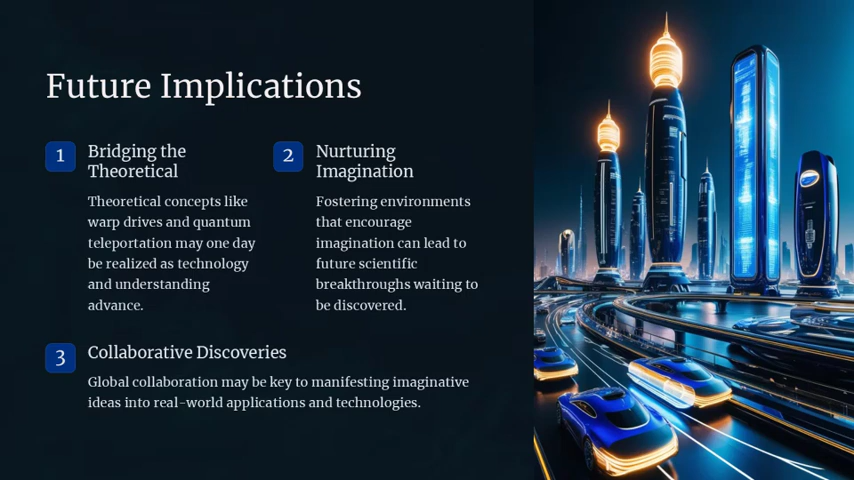 Future Implications
1
Bridging the
Theoretical
Theoretical concepts like
warp drives and quantum
teleportation may one day
be realized as technology
and understanding
advance.
2
Nurturing
Imagination
Fostering environments
that encourage
imagination can lead to
future scientific
breakthroughs waiting to
be discovered.
3
Collaborative Discoveries
Global collaboration may be key to manifesting imaginative
ideas into real-world applications and technologies.